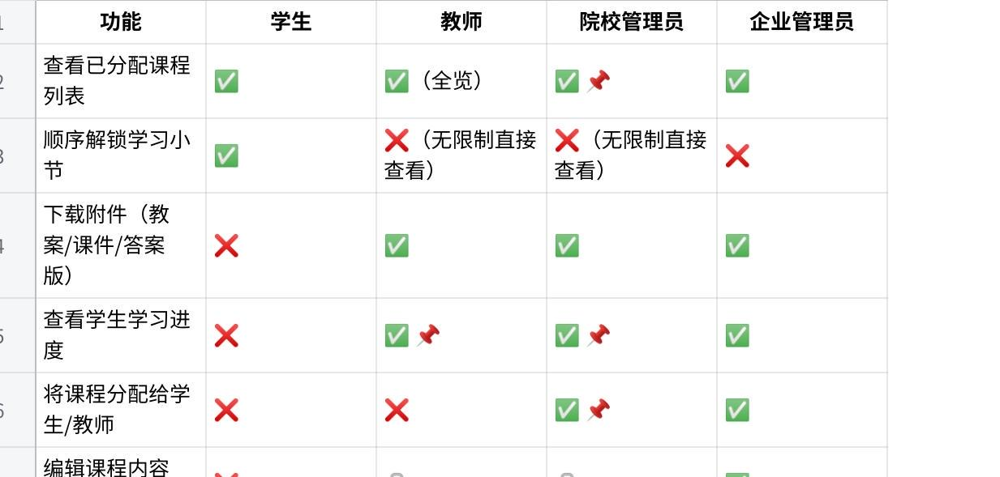 功能 学生 教师 院校管理员 企业管理员
2 查看已分配课程
列表 ✅ ✅（全览） ✅📌 ✅
3 顺序解锁学习小
节 ✅ ❌（无限制直接
查看） ❌（无限制直接
查看） ❌
4 下载附件（教
案/课件/答案
版） ❌ ✅ ✅ ✅
5 查看学生学习进
度 ❌ ✅📌 ✅📌 ✅
6 将课程分配给学
生/教师 ❌ ❌ ✅📌 ✅
编辑课程内容